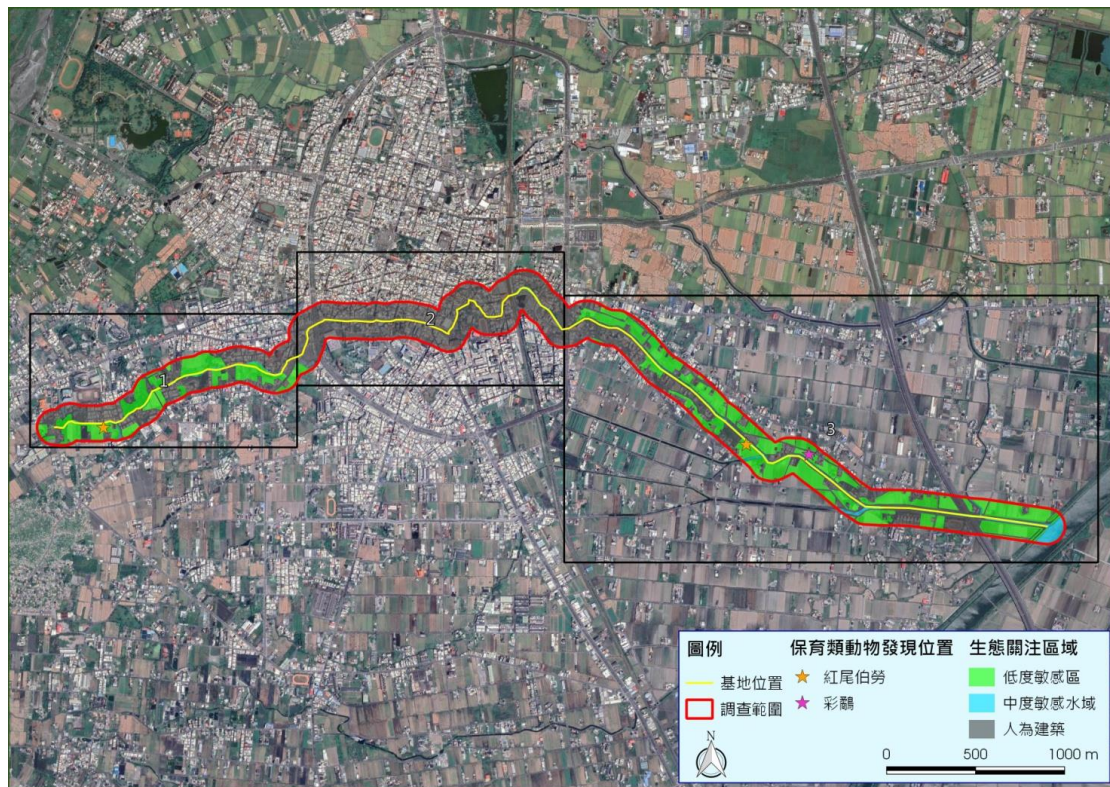 1
2
3
圖例
基地位置
調查範圍
N
保育類動物發現位置
紅尾伯勞
彩鷸
生態關注區域
低度敏感區
中度敏感水域
人為建築
0 500 1000 m